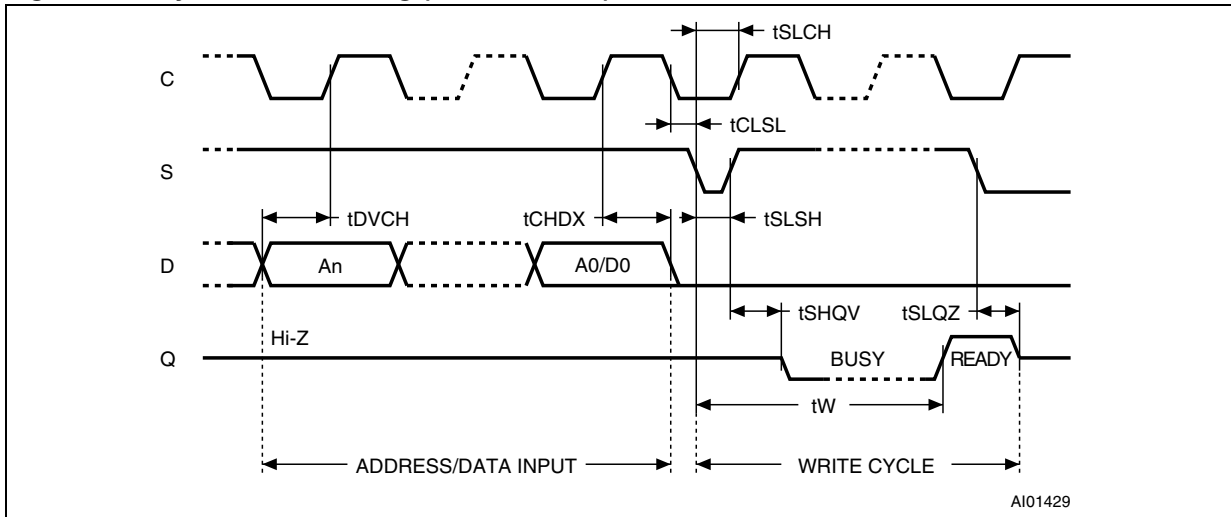 tSLCH
C
tCLSL
S
tDVCH
tCHDX
tSLSH
D
An
A0/D0
tSHQV
tSLQZ
Hi-Z
Q
BUSY
READY
tW
ADDRESS/DATA INPUT
WRITE CYCLE
AI01429